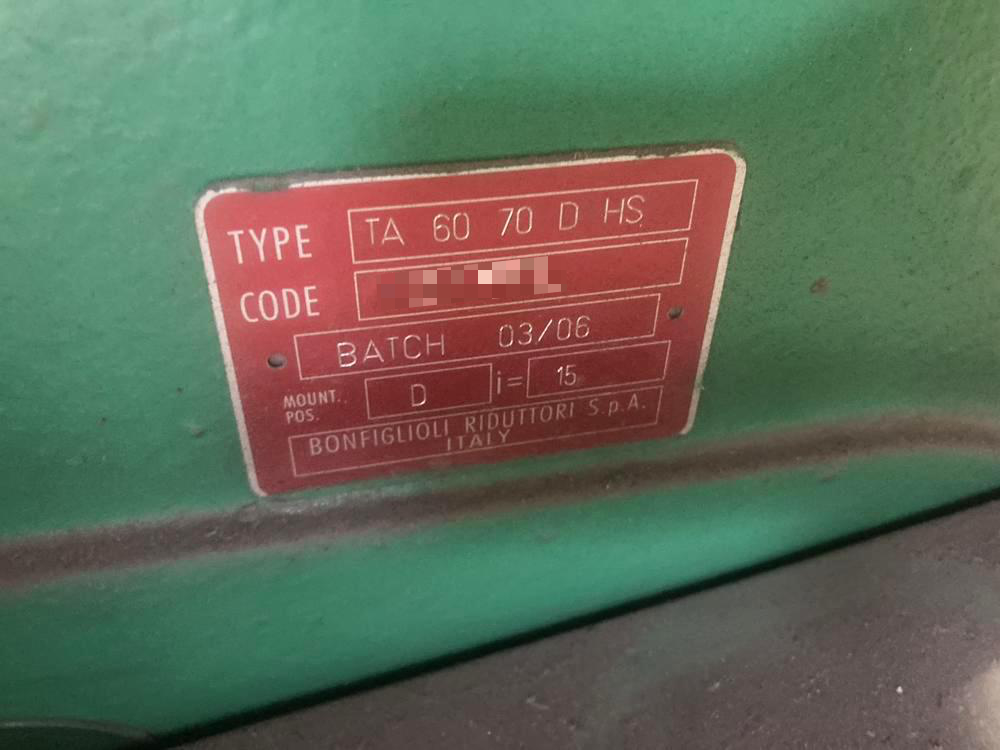 TYPE TA 60 70 D HS
CODE
BATCH 03/06
MOUNT. POS. D i= 15
BONFIGLIOLI RIDUTTORI S.p.A.
ITALY